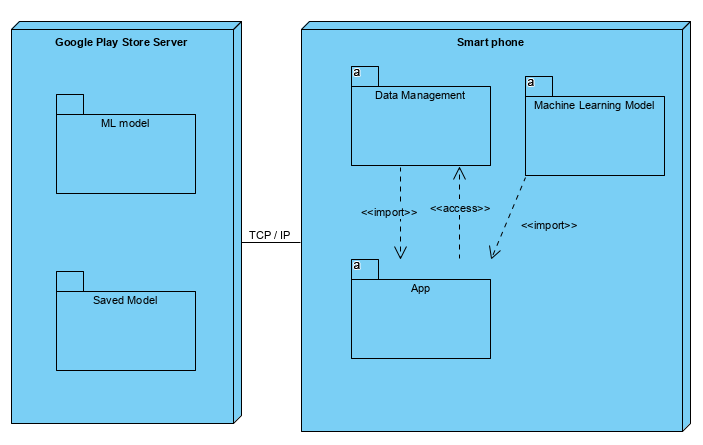 Google Play Store Server
ML model
Saved Model
TCP / IP
Smart phone
a
Data Management
a
Machine Learning Model
<<import>>
<<access>>
<<import>>
a
App